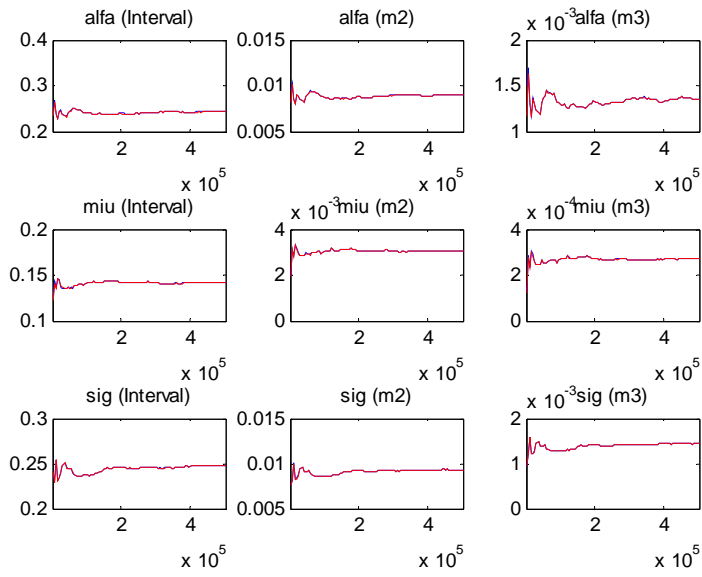 alfa (Interval)
0.4
0.3
0.2
2 4
x 10^5
alfa (m2)
0.015
0.01
0.005
2 4
x 10^5
x 10^-3 alfa (m3)
2
1.5
1
2 4
x 10^5
miu (Interval)
0.2
0.15
0.1
2 4
x 10^5
x 10^-3 miu (m2)
4
2
0
2 4
x 10^5
x 10^-4 miu (m3)
4
2
0
2 4
x 10^5
sig (Interval)
0.3
0.25
0.2
2 4
x 10^5
sig (m2)
0.015
0.01
0.005
2 4
x 10^5
x 10^-3 sig (m3)
2
1
0
2 4
x 10^5